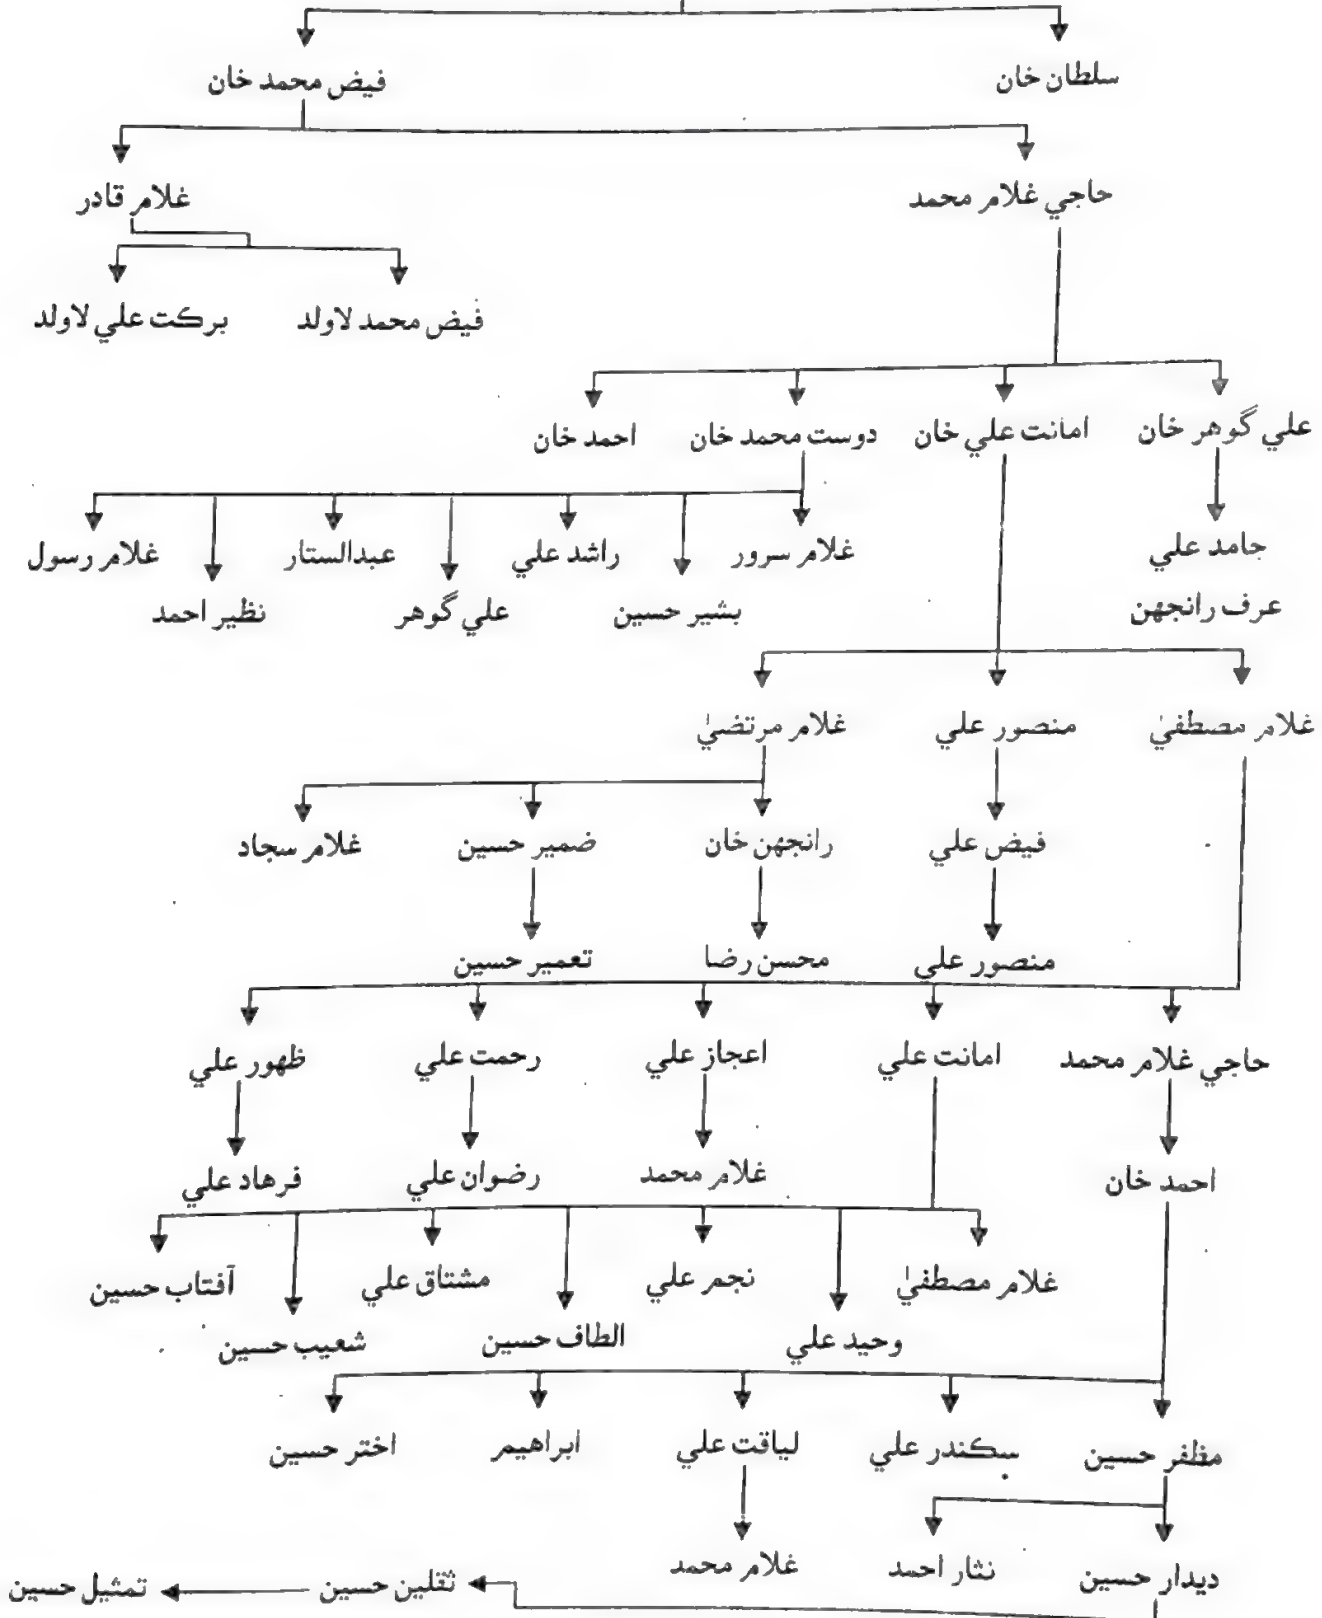 سلطان خان فيض محمد خان
حاجي غلام محمد غلام قادر
فيض محمد لاولد برڪت علي لاولد
علي گوهر خان امانت علي خان دوست محمد خان احمد خان
جامد علي غلام سرور راشد علي عبدالستار غلام رسول
عرف رانجهن بشير حسين علي گوهر نظير احمد
غلام مصطفيٰ منصور علي غلام مرتضيٰ
فيض علي رانجهن خان ضمير حسين غلام سجاد
منصور علي محسن رضا تعمير حسين
حاجي غلام محمد امانت علي اعجاز علي رحمت علي ظهور علي
احمد خان غلام محمد رضوان علي فرهاد علي
غلام مصطفيٰ نجم علي مشتاق علي آفتاب حسين
وحيد علي الطاف حسين شعيب حسين
مظفر حسين سڪندر علي لياقت علي ابراهيم اختر حسين
ديدار حسين نثار احمد غلام محمد ثقلين حسين تمثيل حسين